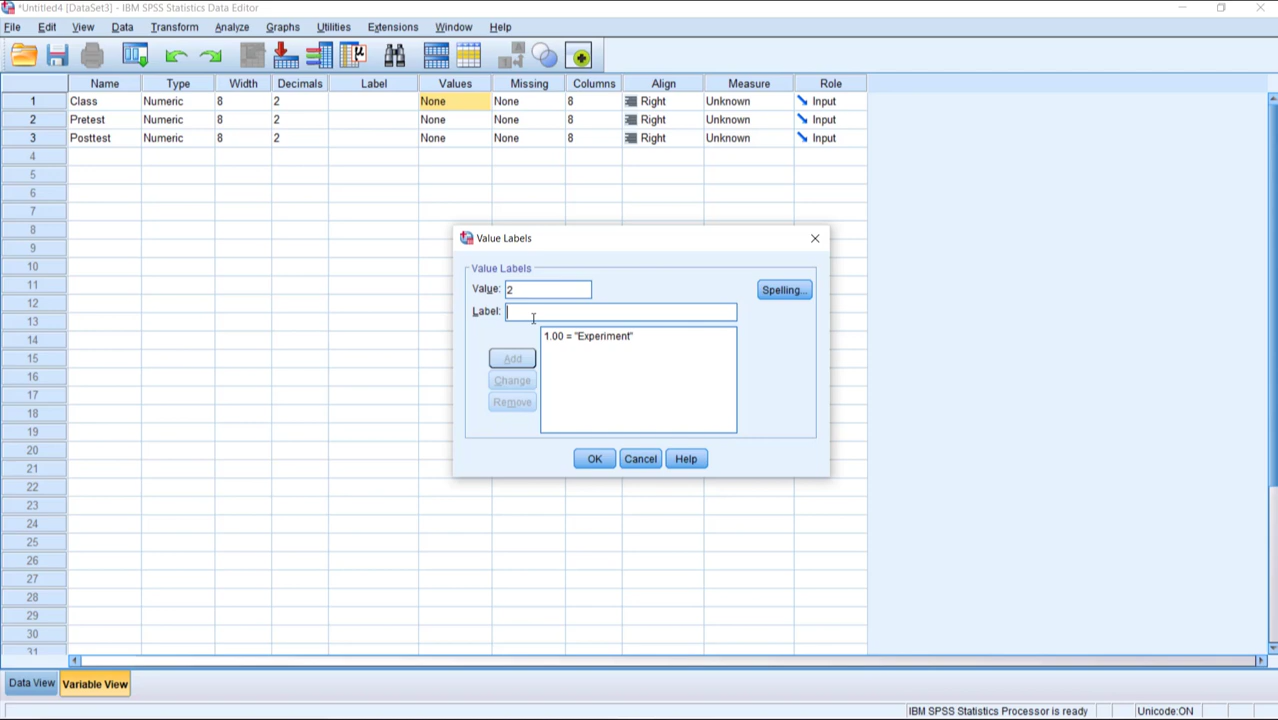 *Untitled4 [DataSet3] - IBM SPSS Statistics Data Editor
File Edit View Data Transform Analyze Graphs Utilities Extensions Window Help
Name Type Width Decimals Label Values Missing Columns Align Measure Role
1 Class Numeric 8 2 None None 8 Right Unknown Input
2 Pretest Numeric 8 2 None None 8 Right Unknown Input
3 Posttest Numeric 8 2 None None 8 Right Unknown Input
4
5
6
7
8
9
10
11
12
13
14
15
16
17
18
19
20
21
22
23
24
25
26
27
28
29
30
31
Value Labels
Value Labels
Value: 2
Spelling...
Label:
1.00 = "Experiment"
Add
Change
Remove
OK Cancel Help
Data View Variable View
IBM SPSS Statistics Processor is ready Unicode:ON